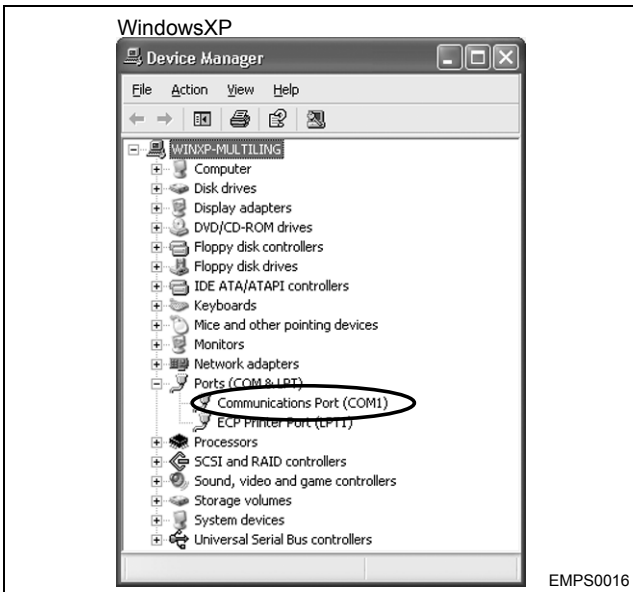 WindowsXP
Device Manager
File Action View Help
WINXP-MULTILING
Computer
Disk drives
Display adapters
DVD/CD-ROM drives
Floppy disk controllers
Floppy disk drives
IDE ATA/ATAPI controllers
Keyboards
Mice and other pointing devices
Monitors
Network adapters
Ports (COM & LPT)
Communications Port (COM1)
ECP Printer Port (LPT1)
Processors
SCSI and RAID controllers
Sound, video and game controllers
Storage volumes
System devices
Universal Serial Bus controllers
EMPS0016